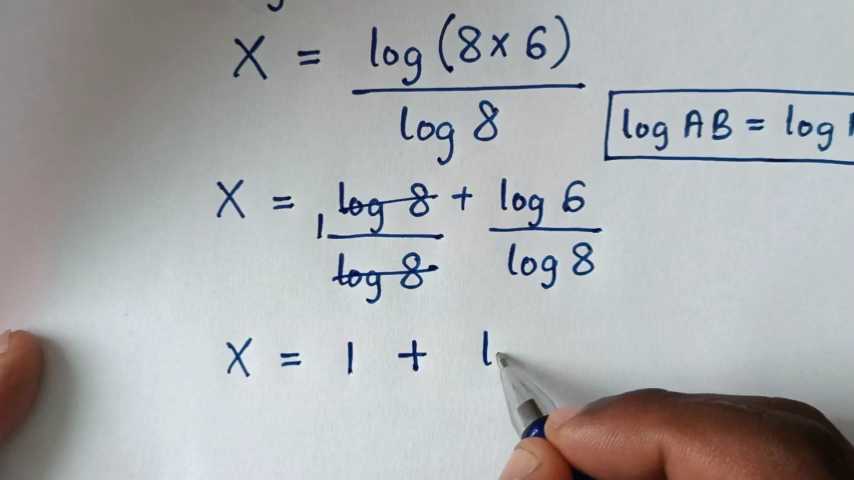 X = log (8 × 6) / log 8
log AB = log
X = 1 log 8 / log 8 + log 6 / log 8
X = 1 + l